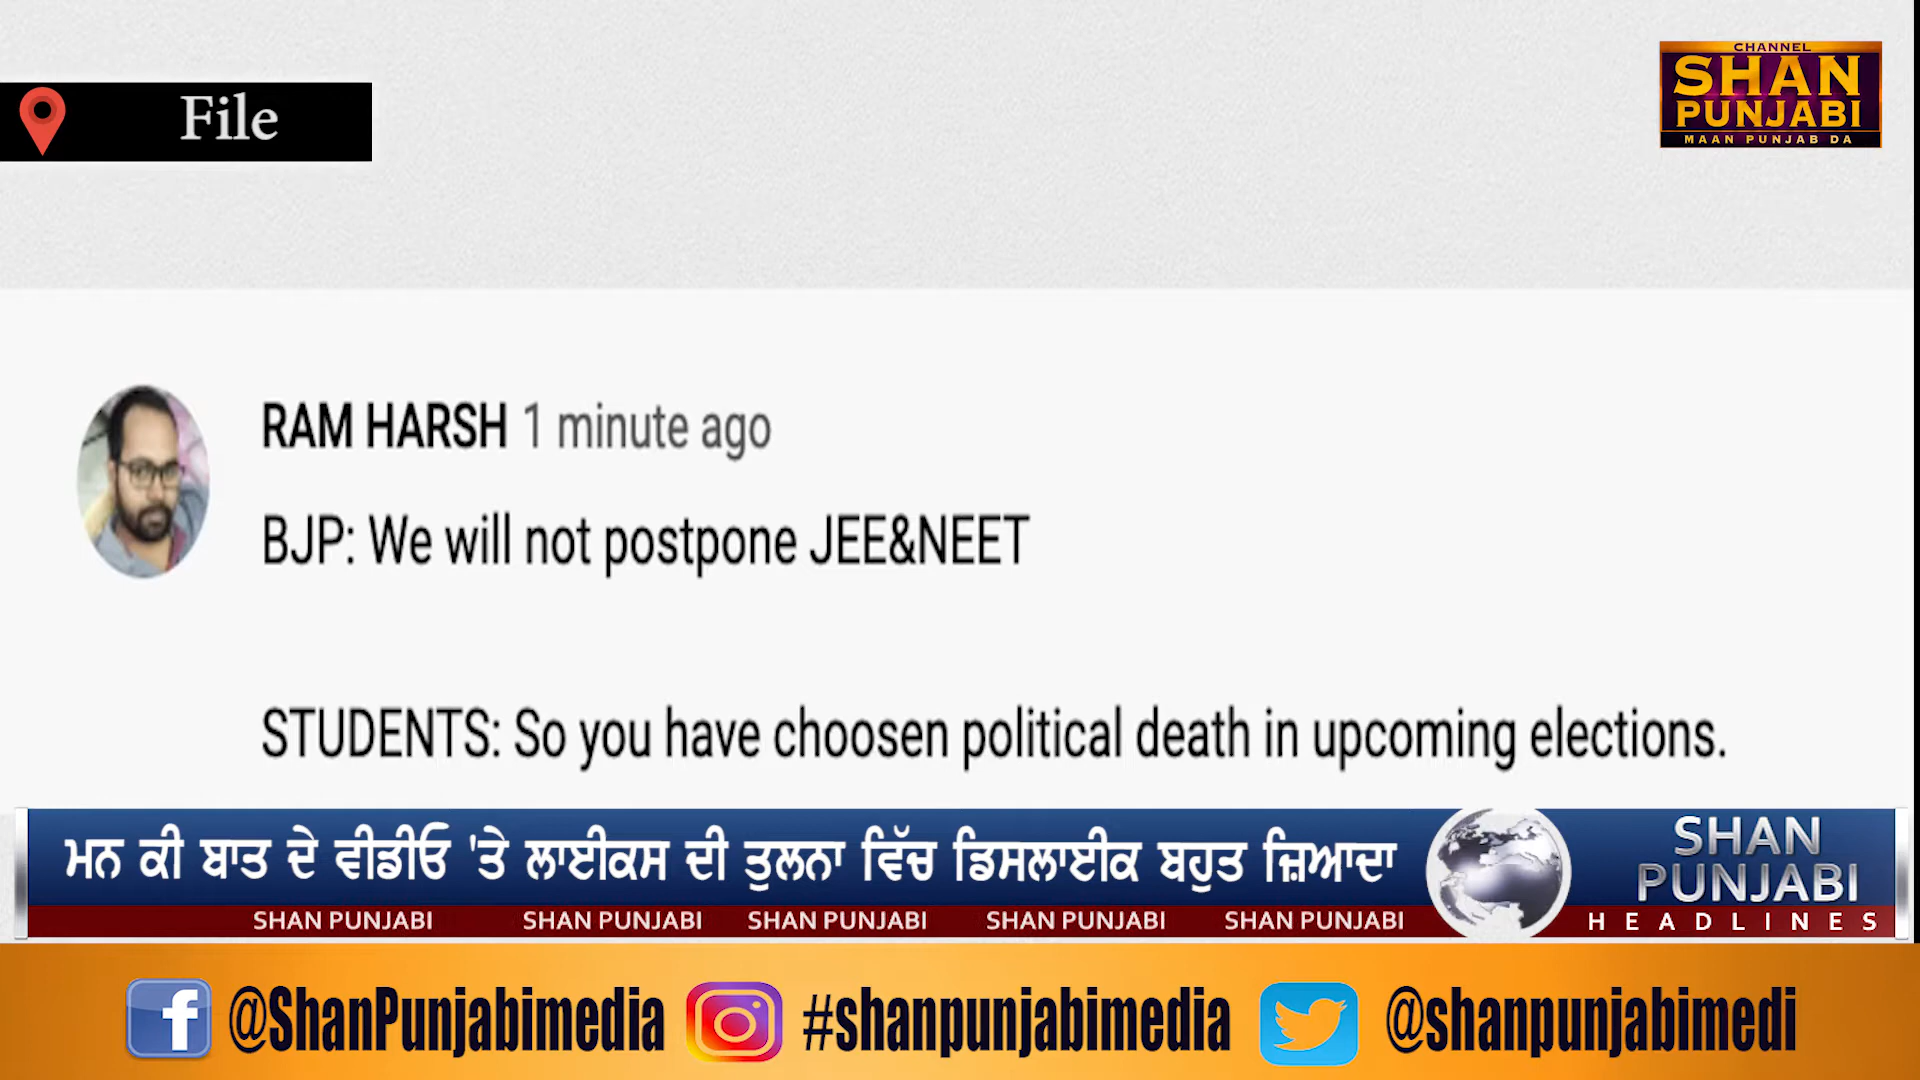 File
CHANNEL
SHAN
PUNJABI
MAAN PUNJAB DA
RAM HARSH 1 minute ago
BJP: We will not postpone JEE&NEET
STUDENTS: So you have choosen political death in upcoming elections.
ਮਨ ਕੀ ਬਾਤ ਦੇ ਵੀਡੀਓ 'ਤੇ ਲਾਈਕਸ ਦੀ ਤੁਲਨਾ ਵਿੱਚ ਡਿਸਲਾਈਕ ਬਹੁਤ ਜ਼ਿਆਦਾ
SHAN PUNJABI SHAN PUNJABI SHAN PUNJABI SHAN PUNJABI SHAN PUNJABI
SHAN
PUNJABI
HEADLINES
@ShanPunjabimedia #shanpunjabimedia @shanpunjabimedi